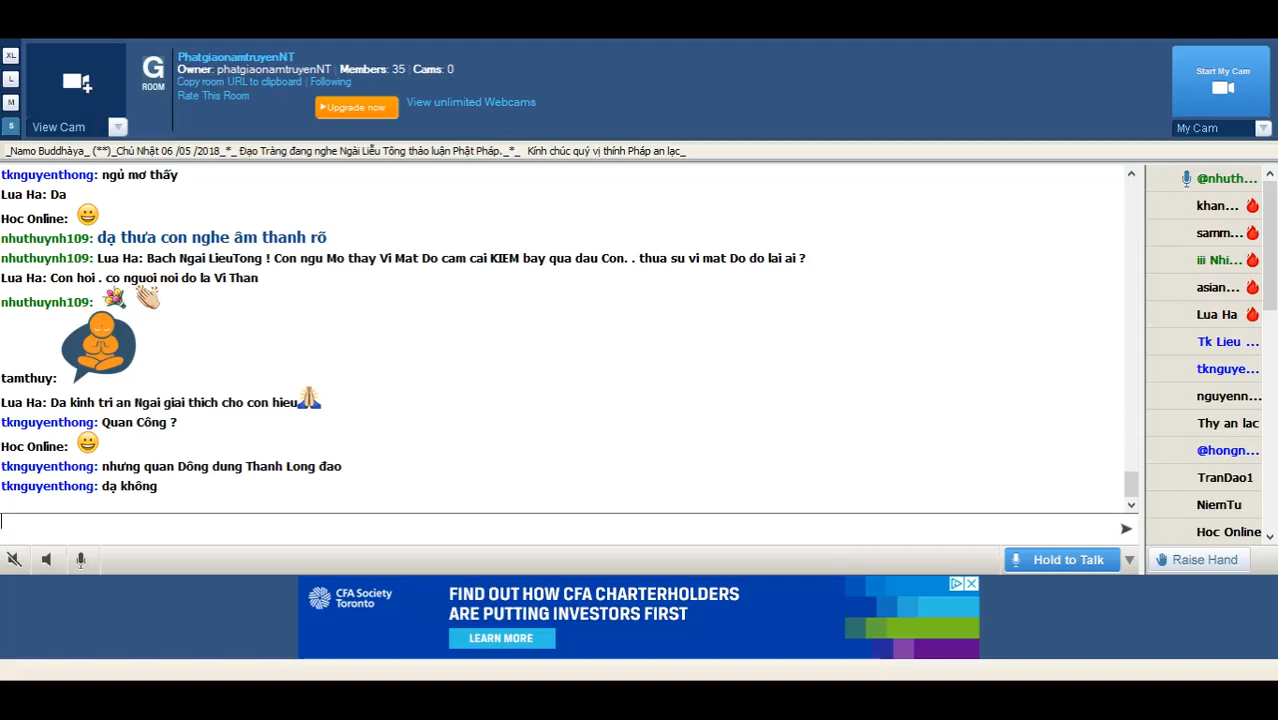 XL
L
M
S
View Cam
G
ROOM
PhatgiaonamtruyenNT
Owner: phatgiaonamtruyenNT | Members: 35 | Cams: 0
Copy room URL to clipboard | Following
Rate This Room
Upgrade now
View unlimited Webcams
Start My Cam
My Cam
_Namo Buddhàya_ (**)_Chủ Nhật 06 /05 /2018_*_ Đạo Tràng đang nghe Ngài Liễu Tông thảo luận Phật Pháp._*_ Kính chúc quý vị thính Pháp an lạc_
tknguyenthong: ngủ mơ thấy
Lua Ha: Da
Hoc Online:
nhuthuynh109: dạ thưa con nghe âm thanh rõ
nhuthuynh109: Lua Ha: Bach Ngai LieuTong ! Con ngu Mo thay Vi Mat Do cam cai KIEM bay qua dau Con. . thua su vi mat Do do lai ai ?
Lua Ha: Con hoi . co nguoi noi do la Vi Than
nhuthuynh109:
tamthuy:
Lua Ha: Da kinh tri an Ngai giai thich cho con hieu
tknguyenthong: Quan Công ?
Hoc Online:
tknguyenthong: nhưng quan Dông dung Thanh Long đao
tknguyenthong: dạ không
@nhuth...
khan...
samm...
iii Nhi...
asian...
Lua Ha
Tk Lieu ...
tknguye...
nguyenn...
Thy an lac
@hongn...
TranDao1
NiemTu
Hoc Online
Hold to Talk
Raise Hand
CFA Society
Toronto
FIND OUT HOW CFA CHARTERHOLDERS
ARE PUTTING INVESTORS FIRST
LEARN MORE